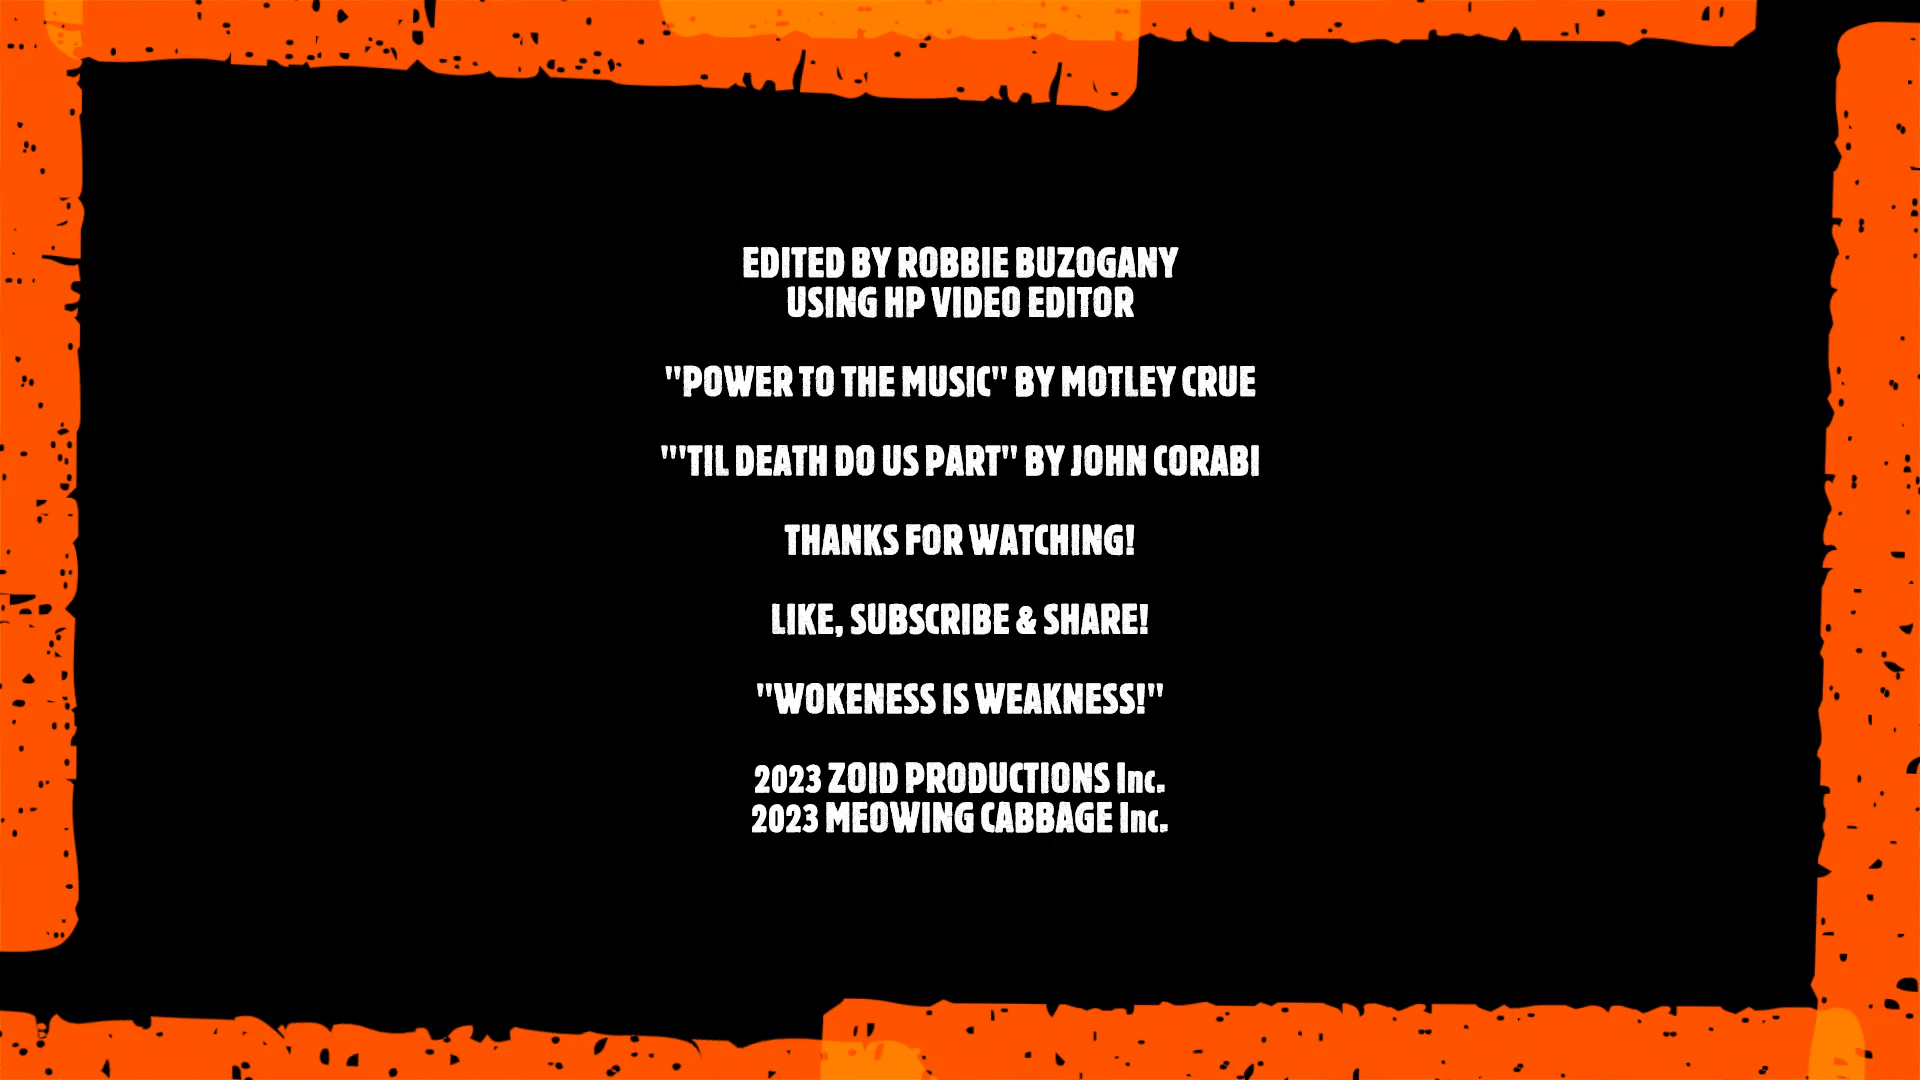 EDITED BY ROBBIE BUZOGANY
USING HP VIDEO EDITOR
"POWER TO THE MUSIC" BY MOTLEY CRUE
"'TIL DEATH DO US PART" BY JOHN CORABI
THANKS FOR WATCHING!
LIKE, SUBSCRIBE & SHARE!
"WOKENESS IS WEAKNESS!"
2023 ZOID PRODUCTIONS Inc.
2023 MEOWING CABBAGE Inc.